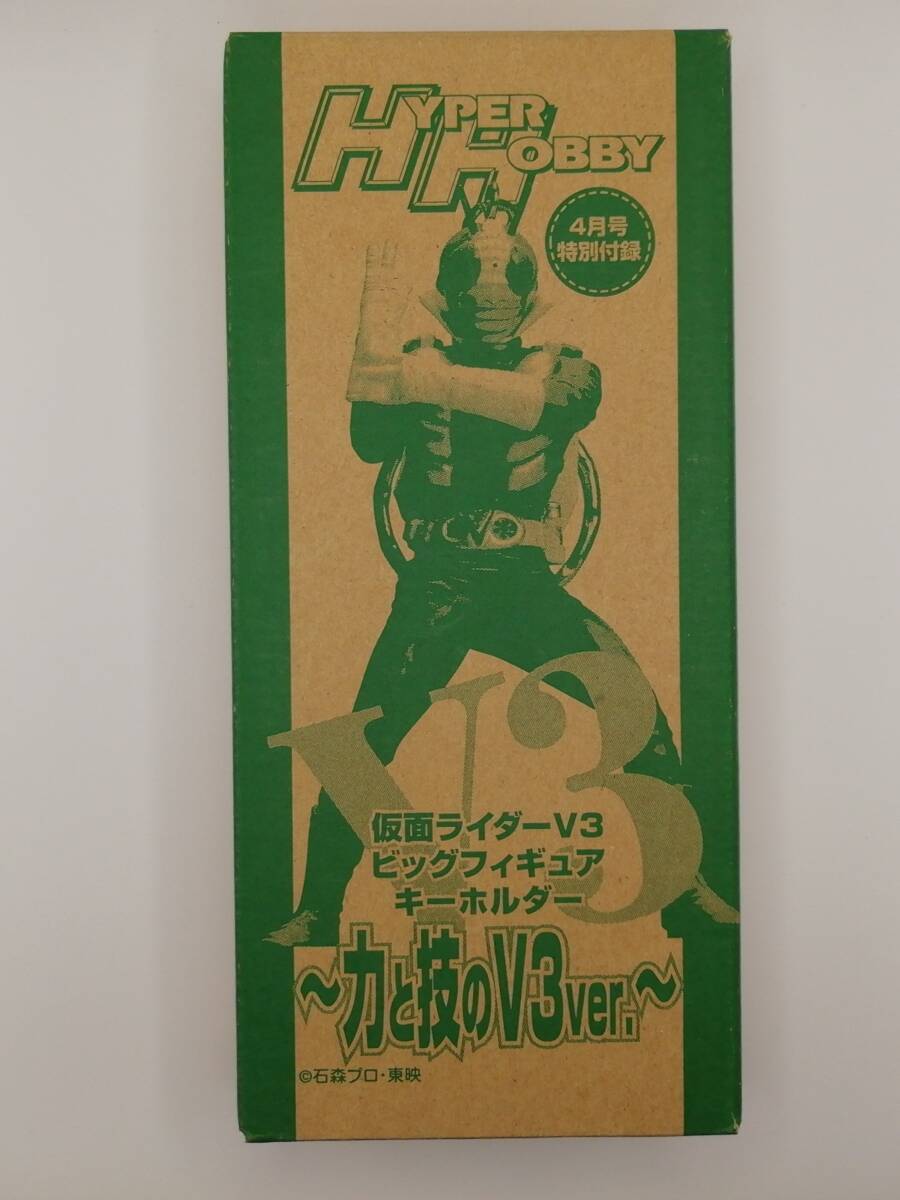 HYPER
HOBBY
4月号
特別付録
V3
仮面ライダーV3
ビッグフィギュア
キーホルダー
～力と技のV3ver.～
©石森プロ・東映